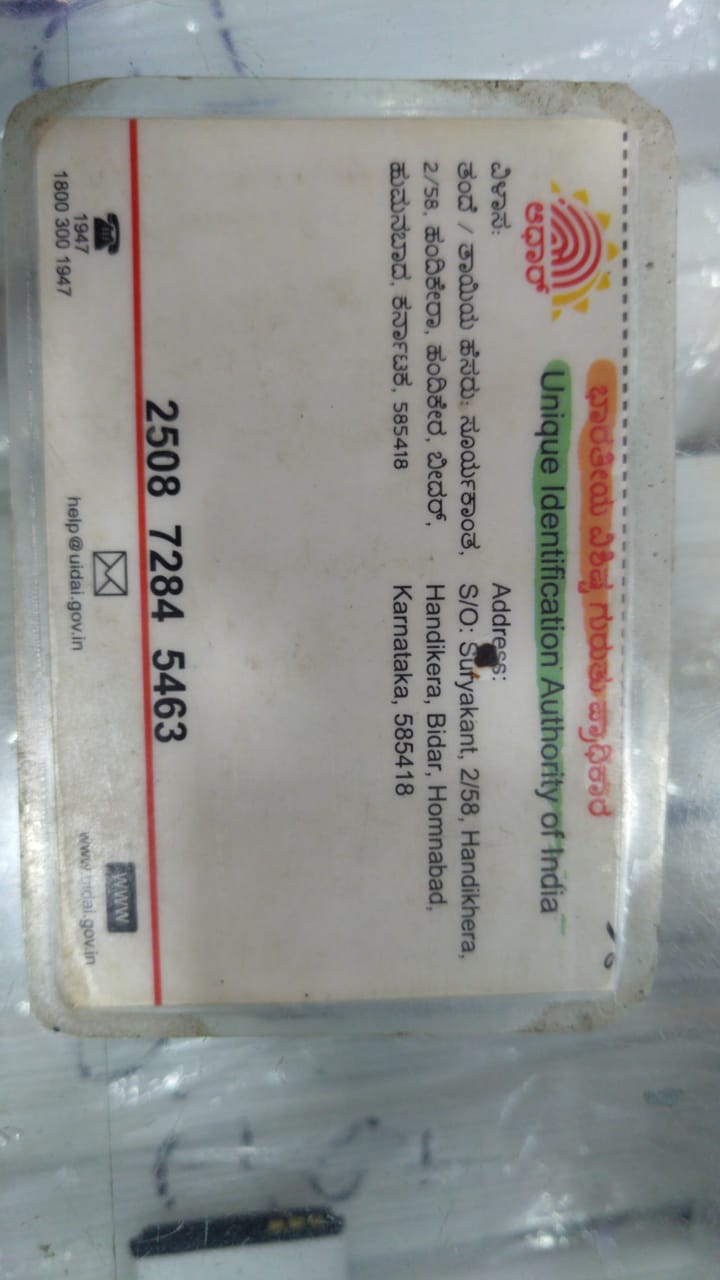 ಭಾರತೀಯ ವಿಶಿಷ್ಟ ಗುರುತು ಪ್ರಾಧಿಕಾರ
Unique Identification Authority of India
ಆಧಾರ್
ವಿಳಾಸ:
ತಂದೆ / ತಾಯಿಯ ಹೆಸರು: ಸೂರ್ಯಕಾಂತ,
2/58, ಹಂದಿಕೇರಾ, ಹಂದಿಕೇರ, ಬೀದರ್,
ಹುಮನಬಾದ, ಕರ್ನಾಟಕ, 585418
Address:
S/O: Suryakant, 2/58, Handikhera,
Handikera, Bidar, Homnabad,
Karnataka, 585418
2508 7284 5463
1947
1800 300 1947
help@uidai.gov.in
WWW
www.uidai.gov.in